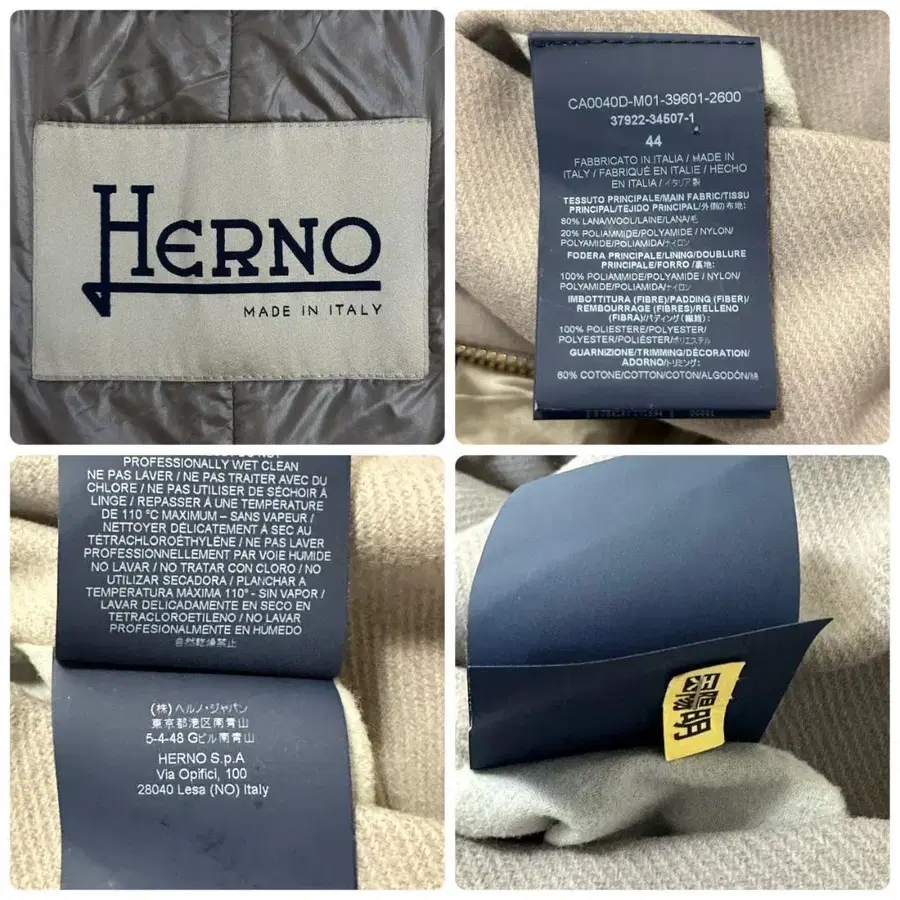 HERNO
MADE IN ITALY
CA0040D-M01-39601-2600
37922-34507-1
44
FABBRICATO IN ITALIA / MADE IN
ITALY / FABRIQUÉ EN ITALIE / HECHO
EN ITALIA / イタリア製
TESSUTO PRINCIPALE/MAIN FABRIC/TISSU
PRINCIPAL/TEJIDO PRINCIPAL/外側の布地:
80% LANA/WOOL/LAINE/LANA/毛
20% POLIAMMIDE/POLYAMIDE / NYLON/
POLYAMIDE/POLIAMIDA/ナイロン
FODERA PRINCIPALE/LINING/DOUBLURE
PRINCIPALE/FORRO /裏地:
100% POLIAMMIDE/POLYAMIDE / NYLON/
POLYAMIDE/POLIAMIDA/ナイロン
IMBOTTITURA (FIBRE)/PADDING (FIBER)/
REMBOURRAGE (FIBRES)/RELLENO
(FIBRA)/パディング(繊維):
100% POLIESTERE/POLYESTER/
POLYESTER/POLIÉSTER/ポリエステル
GUARNIZIONE/TRIMMING/DÉCORATION/
ADORNO/トリミング:
60% COTONE/COTTON/COTON/ALGODÓN/綿
PROFESSIONALLY WET CLEAN
NE PAS LAVER / NE PAS TRAITER AVEC DU
CHLORE / NE PAS UTILISER DE SÉCHOIR À
LINGE / REPASSER À UNE TEMPÉRATURE
DE 110 °C MAXIMUM – SANS VAPEUR /
NETTOYER DÉLICATEMENT À SEC AU
TÉTRACHLOROÉTHYLÈNE / NE PAS LAVER
PROFESSIONNELLEMENT PAR VOIE HUMIDE
NO LAVAR / NO TRATAR CON CLORO / NO
UTILIZAR SECADORA / PLANCHAR A
TEMPERATURA MÁXIMA 110° - SIN VAPOR /
LAVAR DELICADAMENTE EN SECO EN
TETRACLOROETILENO / NO LAVAR
PROFESIONALMENTE EN HÚMEDO
自然乾燥禁止
(株) ヘルノ・ジャパン
東京都港区南青山
5-4-48 Gビル南青山
HERNO S.p.A
Via Opifici, 100
28040 Lesa (NO) Italy